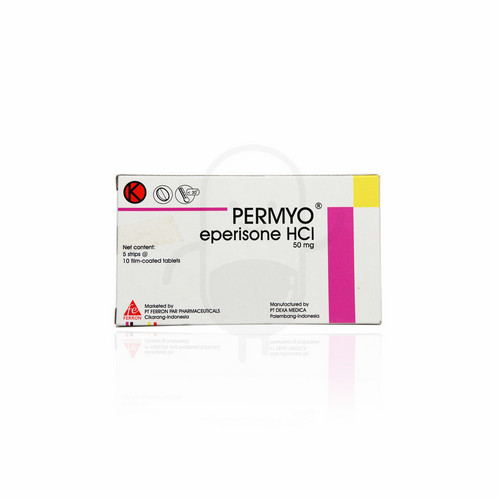 K
PERMYO®
eperisone HCl
50 mg
Net content:
5 strips @
10 film-coated tablets
FERRON
Marketed by
PT FERRON PAR PHARMACEUTICALS
Cikarang-Indonesia
Manufactured by
PT DEXA MEDICA
Palembang-Indonesia